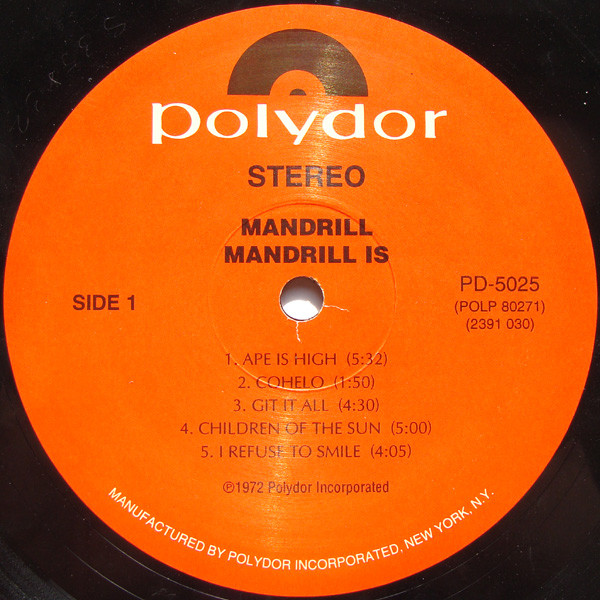 polydor
STEREO
MANDRILL
MANDRILL IS
SIDE 1
PD-5025
(POLP 80271)
(2391 030)
1. APE IS HIGH (5:32)
2. COHELO (1:50)
3. GIT IT ALL (4:30)
4. CHILDREN OF THE SUN (5:00)
5. I REFUSE TO SMILE (4:05)
℗1972 Polydor Incorporated
MANUFACTURED BY POLYDOR INCORPORATED, NEW YORK, N.Y.